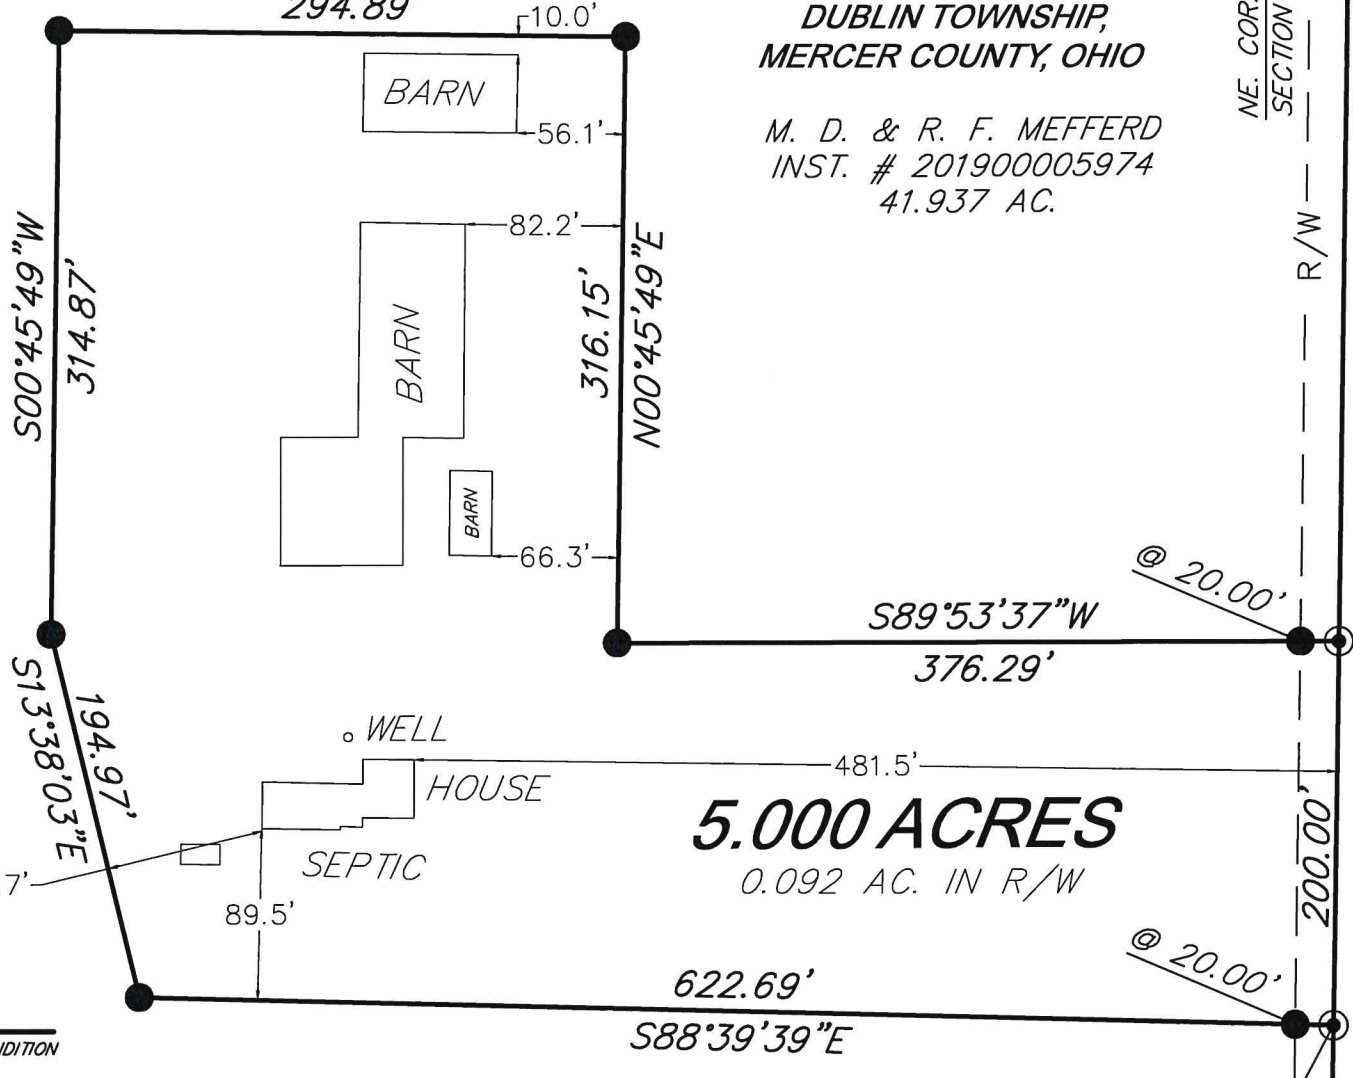 294.89'
10.0'
DUBLIN TOWNSHIP,
MERCER COUNTY, OHIO
NE. COR.
SECTION
BARN
56.1'
M. D. & R. F. MEFFERD
INST. # 201900005974
41.937 AC.
82.2'
R/W
S00°45'49"W
314.87'
BARN
316.15'
N00°45'49"E
BARN
66.3'
@ 20.00'
S89°53'37"W
376.29'
S13°38'03"E
194.97'
WELL
481.5'
HOUSE
5.000 ACRES
0.092 AC. IN R/W
200.00'
SEPTIC
7'
89.5'
@ 20.00'
622.69'
S88°39'39"E